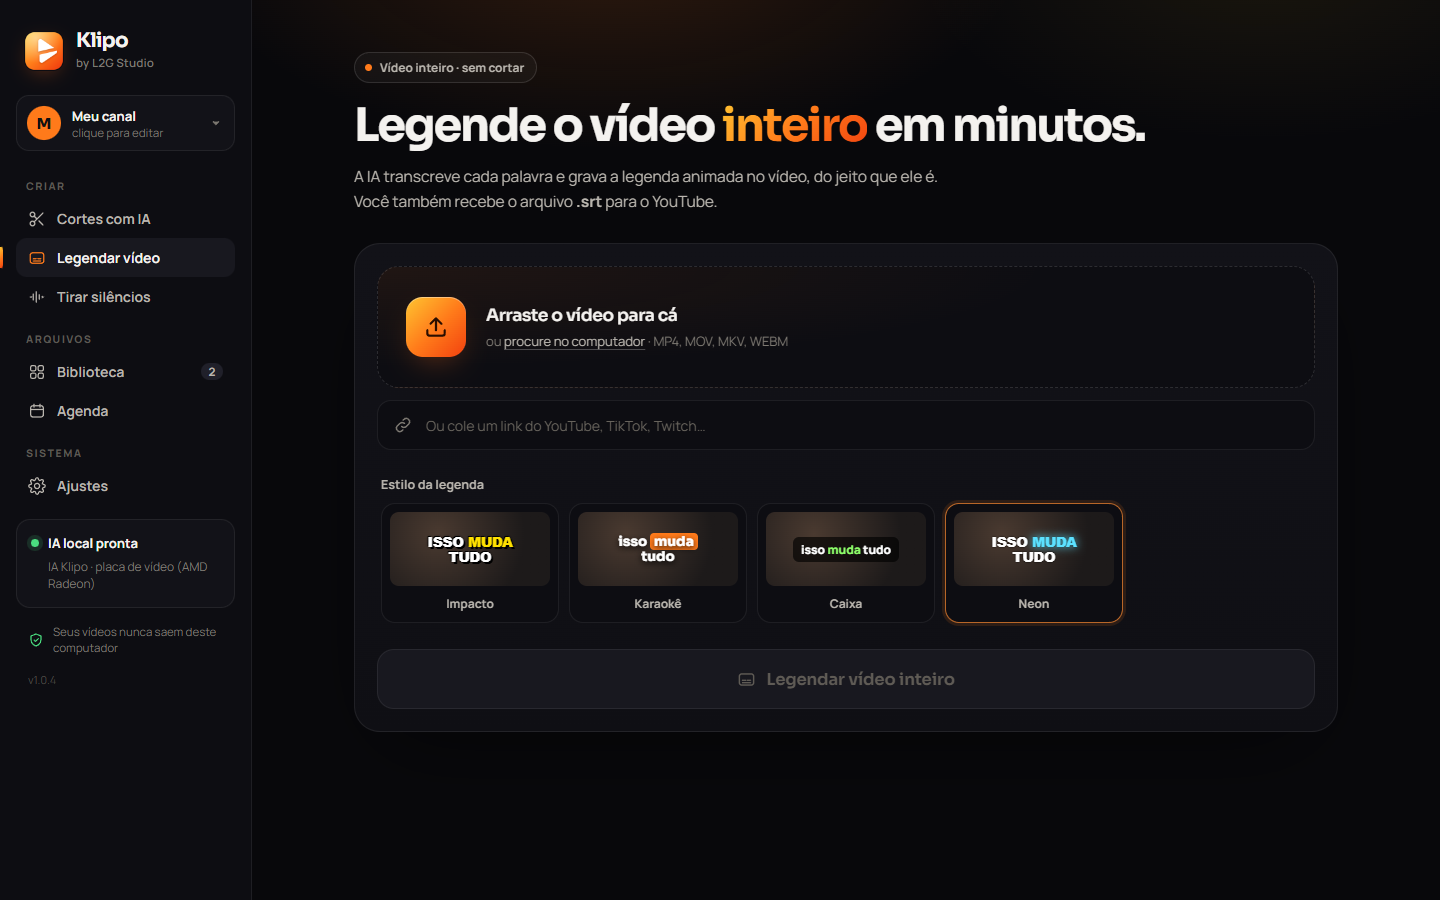 Klipo
by L2G Studio
M
Meu canal
clique para editar
CRIAR
Cortes com IA
Legendar vídeo
Tirar silêncios
ARQUIVOS
Biblioteca
2
Agenda
SISTEMA
Ajustes
IA local pronta
IA Klipo · placa de vídeo (AMD
Radeon)
Seus vídeos nunca saem deste
computador
v1.0.4
Vídeo inteiro · sem cortar
Legende o vídeo inteiro em minutos.
A IA transcreve cada palavra e grava a legenda animada no vídeo, do jeito que ele é.
Você também recebe o arquivo .srt para o YouTube.
Arraste o vídeo para cá
ou procure no computador · MP4, MOV, MKV, WEBM
Ou cole um link do YouTube, TikTok, Twitch…
Estilo da legenda
ISSO MUDA
TUDO
Impacto
isso muda
tudo
Karaokê
isso muda tudo
Caixa
ISSO MUDA
TUDO
Neon
Legendar vídeo inteiro